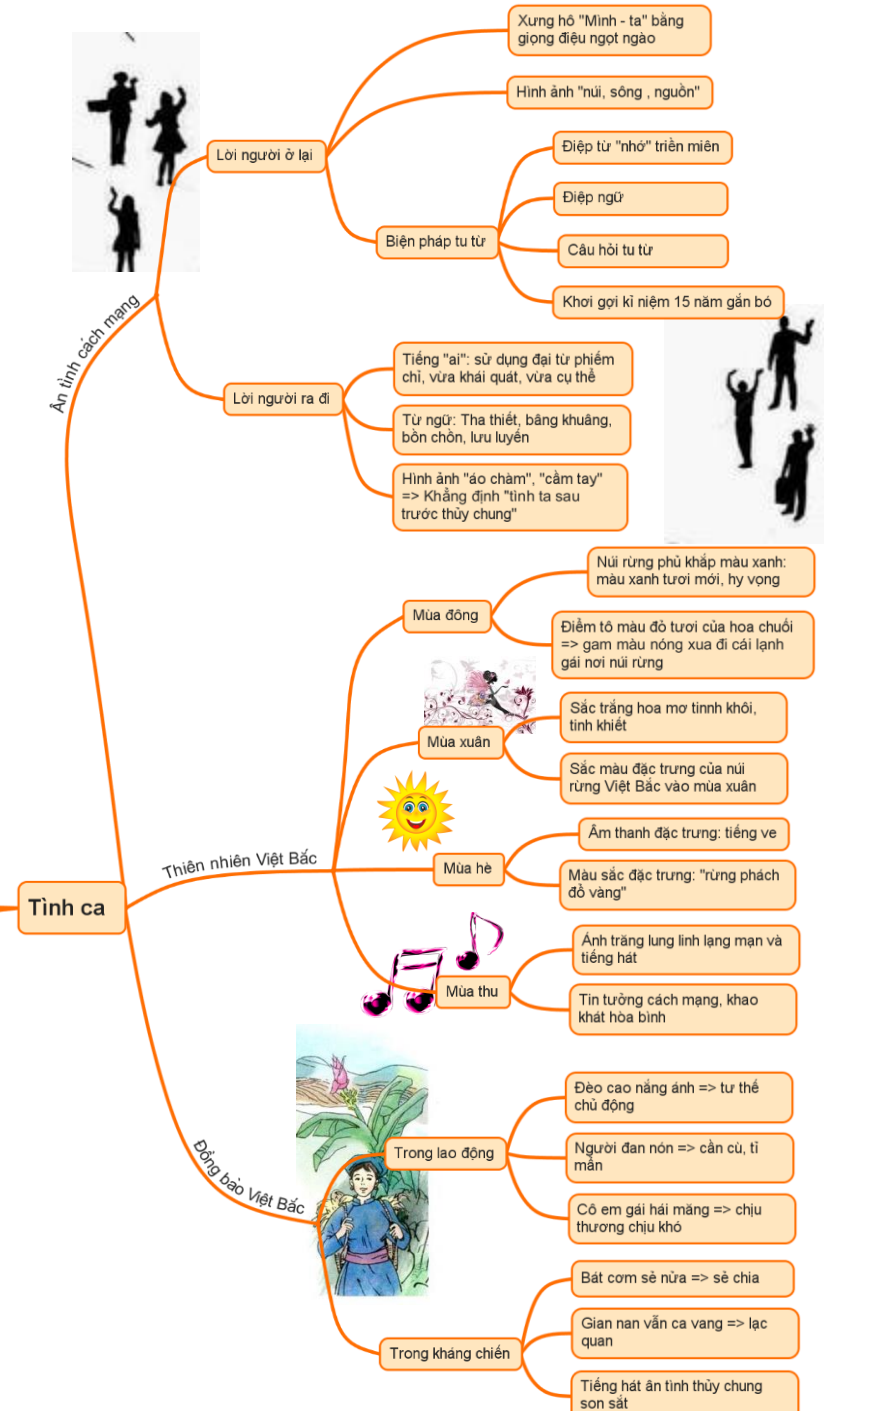 Xưng hô "Mình - ta" bằng
giọng điệu ngọt ngào
Hình ảnh "núi, sông , nguồn"
Lời người ở lại
Điệp từ "nhớ" triền miên
Điệp ngữ
Biện pháp tu từ
Câu hỏi tu từ
Khơi gợi kỉ niệm 15 năm gắn bó
Ân tình cách mạng
Tiếng "ai": sử dụng đại từ phiếm
chỉ, vừa khái quát, vừa cụ thể
Lời người ra đi
Từ ngữ: Tha thiết, bâng khuâng,
bồn chồn, lưu luyến
Hình ảnh "áo chàm", "cầm tay"
=> Khẳng định "tình ta sau
trước thủy chung"
Núi rừng phủ khắp màu xanh:
màu xanh tươi mới, hy vọng
Mùa đông
Điểm tô màu đỏ tươi của hoa chuối
=> gam màu nóng xua đi cái lạnh
gái nơi núi rừng
Sắc trắng hoa mơ tinnh khôi,
tinh khiết
Mùa xuân
Sắc màu đặc trưng của núi
rừng Việt Bắc vào mùa xuân
Thiên nhiên Việt Bắc
Âm thanh đặc trưng: tiếng ve
Mùa hè
Màu sắc đặc trưng: "rừng phách
đổ vàng"
Tình ca
Ánh trăng lung linh lạng mạn và
tiếng hát
Mùa thu
Tin tưởng cách mạng, khao
khát hòa bình
Đồng bào Việt Bắc
Đèo cao nắng ánh => tư thế
chủ động
Trong lao động
Người đan nón => cần cù, tỉ
mẩn
Cô em gái hái măng => chịu
thương chịu khó
Bát cơm sẻ nửa => sẻ chia
Gian nan vẫn ca vang => lạc
quan
Trong kháng chiến
Tiếng hát ân tình thủy chung
son sắt